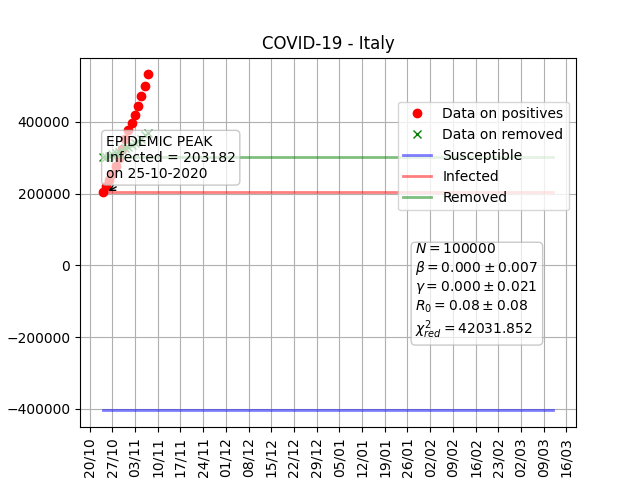 COVID-19 - Italy
400000
200000
0
−200000
−400000
EPIDEMIC PEAK
Infected = 203182
on 25-10-2020
Data on positives
Data on removed
Susceptible
Infected
Removed
N = 100000
β = 0.000 ± 0.007
γ = 0.000 ± 0.021
R₀ = 0.08 ± 0.08
χ²red = 42031.852
20/10
27/10
03/11
10/11
17/11
24/11
01/12
08/12
15/12
22/12
29/12
05/01
12/01
19/01
26/01
02/02
09/02
16/02
23/02
02/03
09/03
16/03